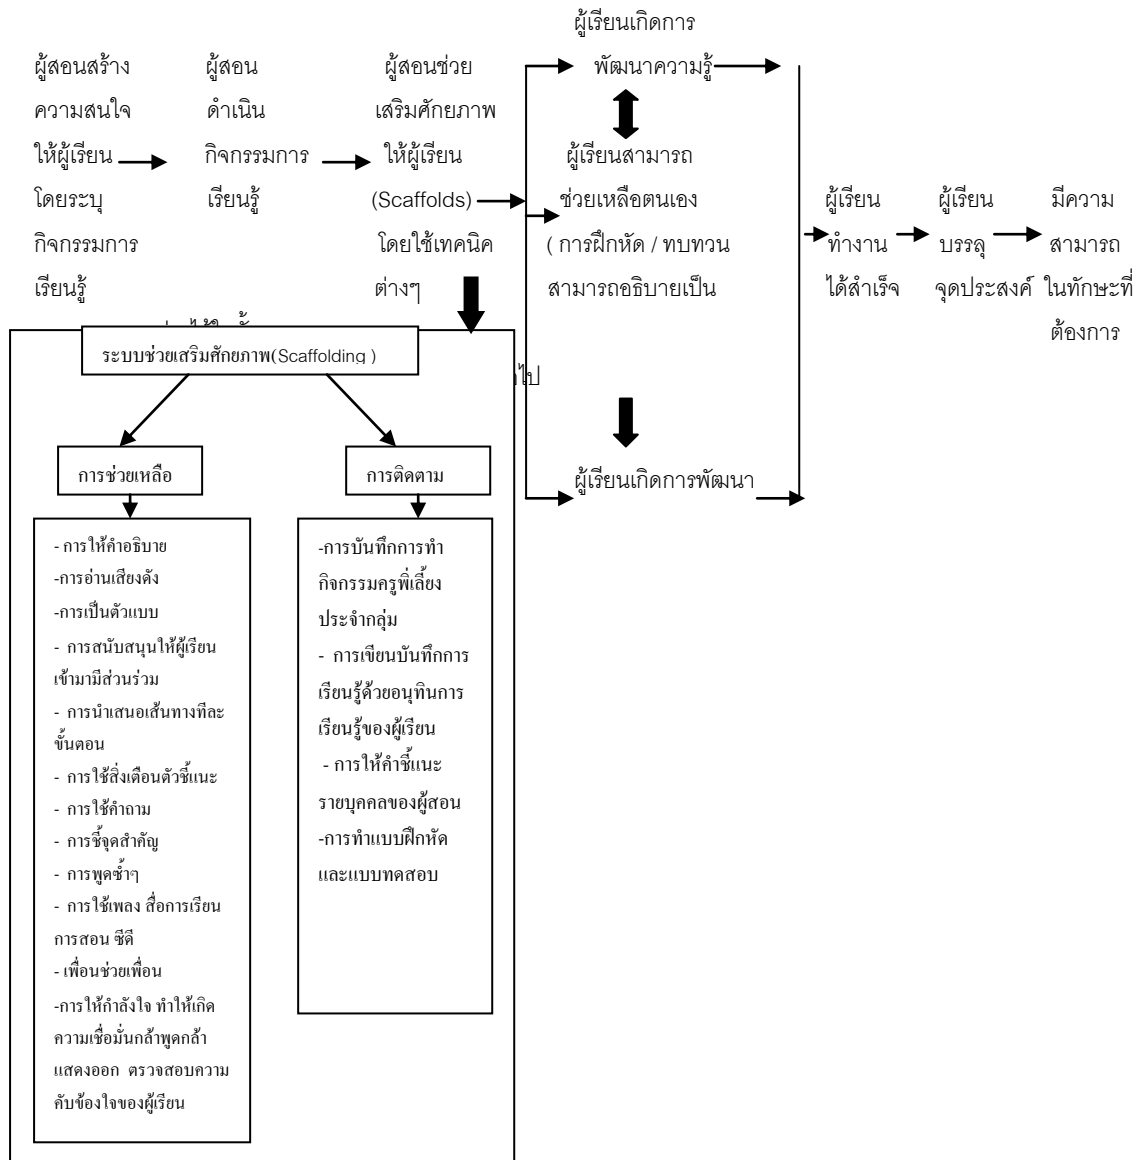 ผู้สอนสร้าง
ความสนใจ
ให้ผู้เรียน
โดยระบุ
กิจกรรมการ
เรียนรู้
ผู้สอน
ดำเนิน
กิจกรรมการ
เรียนรู้
ผู้สอนช่วย
เสริมศักยภาพ
ให้ผู้เรียน
(Scaffolds)
โดยใช้เทคนิค
ต่างๆ
ผู้เรียนเกิดการ
พัฒนาความรู้
ผู้เรียนสามารถ
ช่วยเหลือตนเอง
( การฝึกหัด / ทบทวน
สามารถอธิบายเป็น
ผู้เรียนเกิดการพัฒนา
ผู้เรียน
ทำงาน
ได้สำเร็จ
ผู้เรียน
บรรลุ
จุดประสงค์
มีความ
สามารถ
ในทักษะที่
ต้องการ
ระบบช่วยเสริมศักยภาพ(Scaffolding )
การช่วยเหลือ
- การให้คำอธิบาย
-การอ่านเสียงดัง
-การเป็นตัวแบบ
- การสนับสนุนให้ผู้เรียน
เข้ามามีส่วนร่วม
- การนำเสนอเส้นทางทีละ
ขั้นตอน
- การใช้สิ่งเตือนตัวชี้แนะ
- การใช้คำถาม
- การชี้จุดสำคัญ
- การพูดซ้ำๆ
- การใช้เพลง สื่อการเรียน
การสอน ซีดี
- เพื่อนช่วยเพื่อน
-การให้กำลังใจ ทำให้เกิด
ความเชื่อมั่นกล้าพูดกล้า
แสดงออก ตรวจสอบความ
คับข้องใจของผู้เรียน
การติดตาม
-การบันทึกการทำ
กิจกรรมครูพี่เลี้ยง
ประจำกลุ่ม
- การเขียนบันทึกการ
เรียนรู้ด้วยอนุทินการ
เรียนรู้ของผู้เรียน
- การให้คำชี้แนะ
รายบุคคลของผู้สอน
-การทำแบบฝึกหัด
และแบบทดสอบ